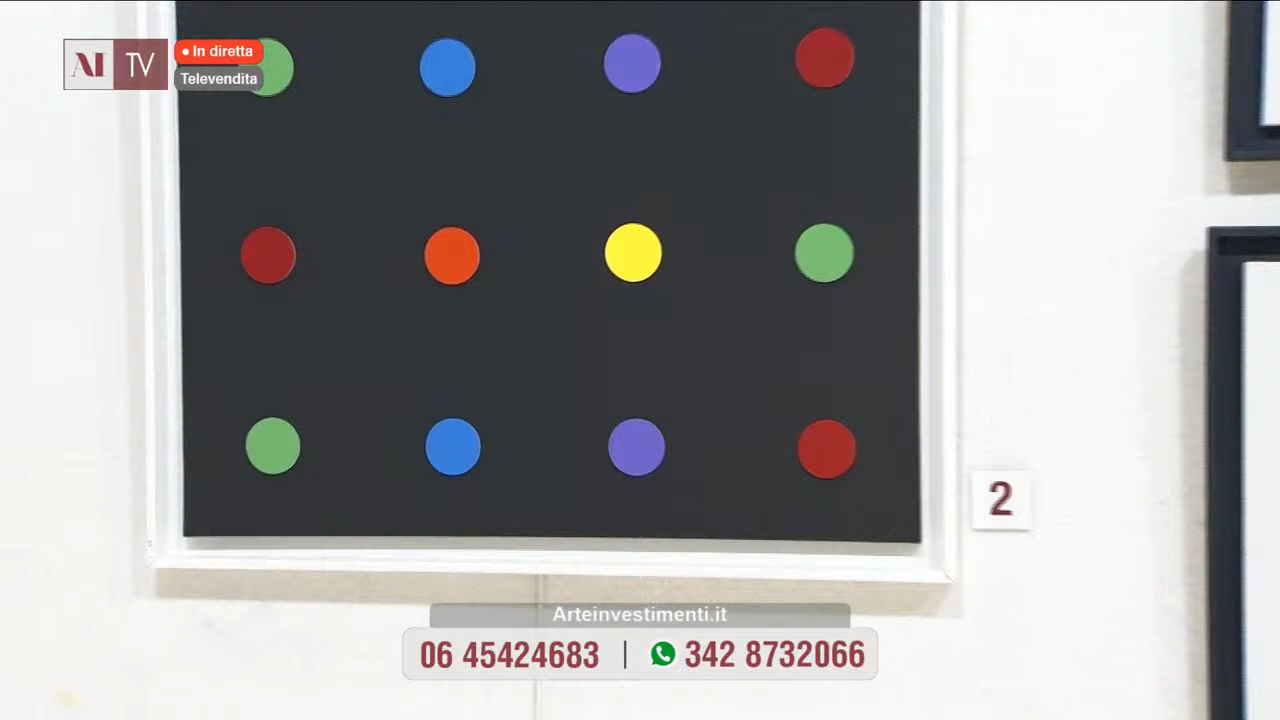 AI TV
In diretta
Televendita
2
Arteinvestimenti.it
06 45424683 | 342 8732066